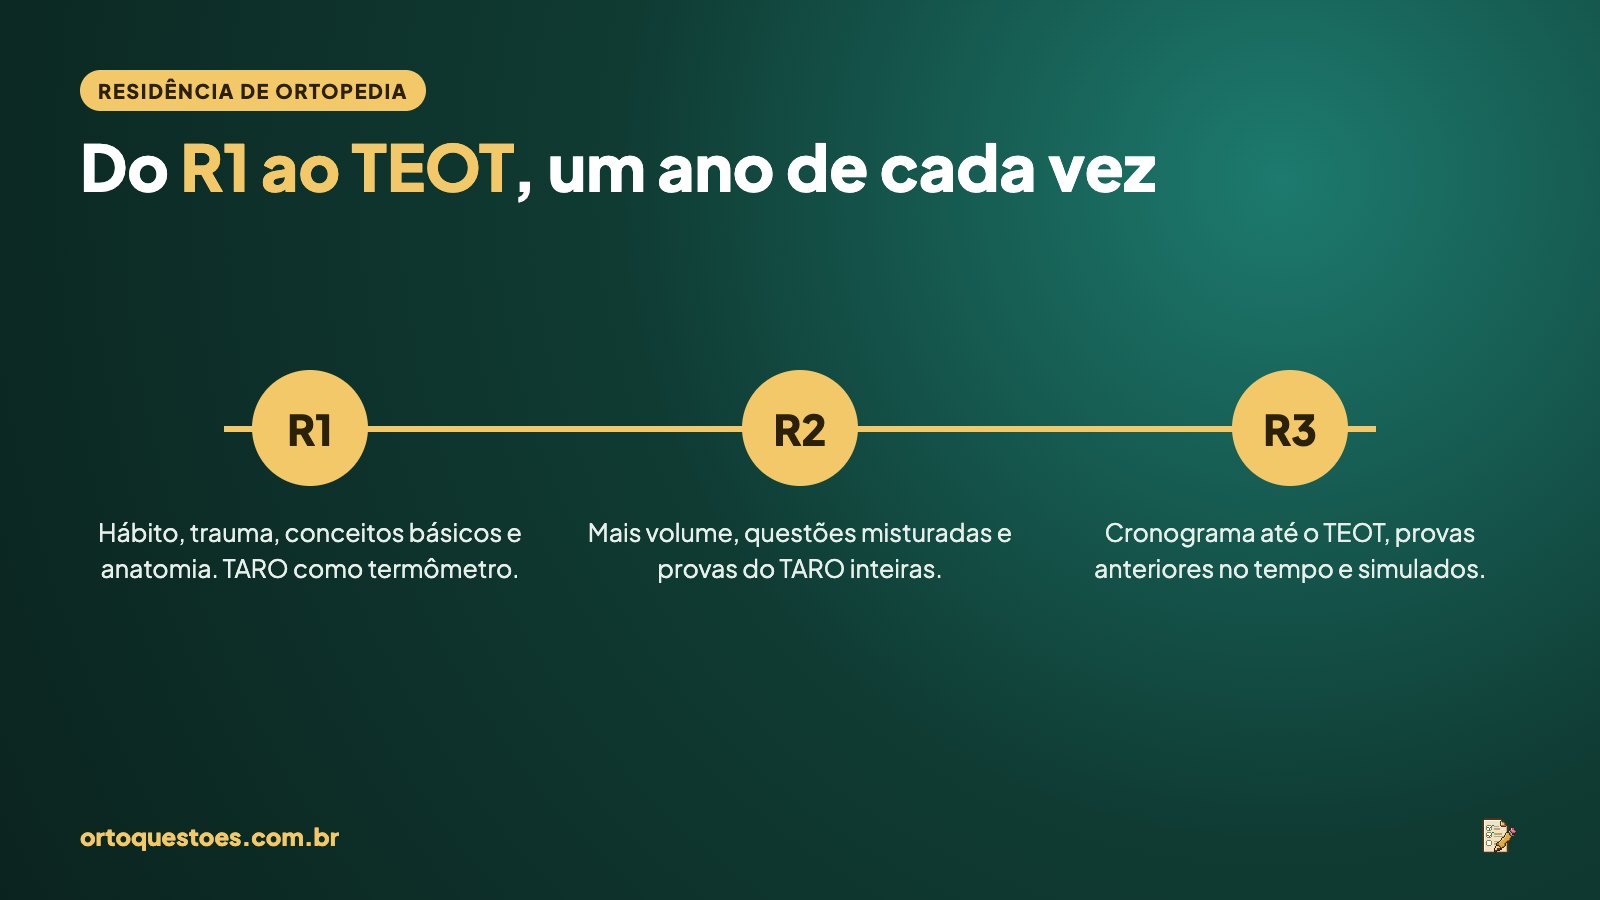 RESIDÊNCIA DE ORTOPEDIA
Do R1 ao TEOT, um ano de cada vez
R1
Hábito, trauma, conceitos básicos e
anatomia. TARO como termômetro.
R2
Mais volume, questões misturadas e
provas do TARO inteiras.
R3
Cronograma até o TEOT, provas
anteriores no tempo e simulados.
ortoquestoes.com.br